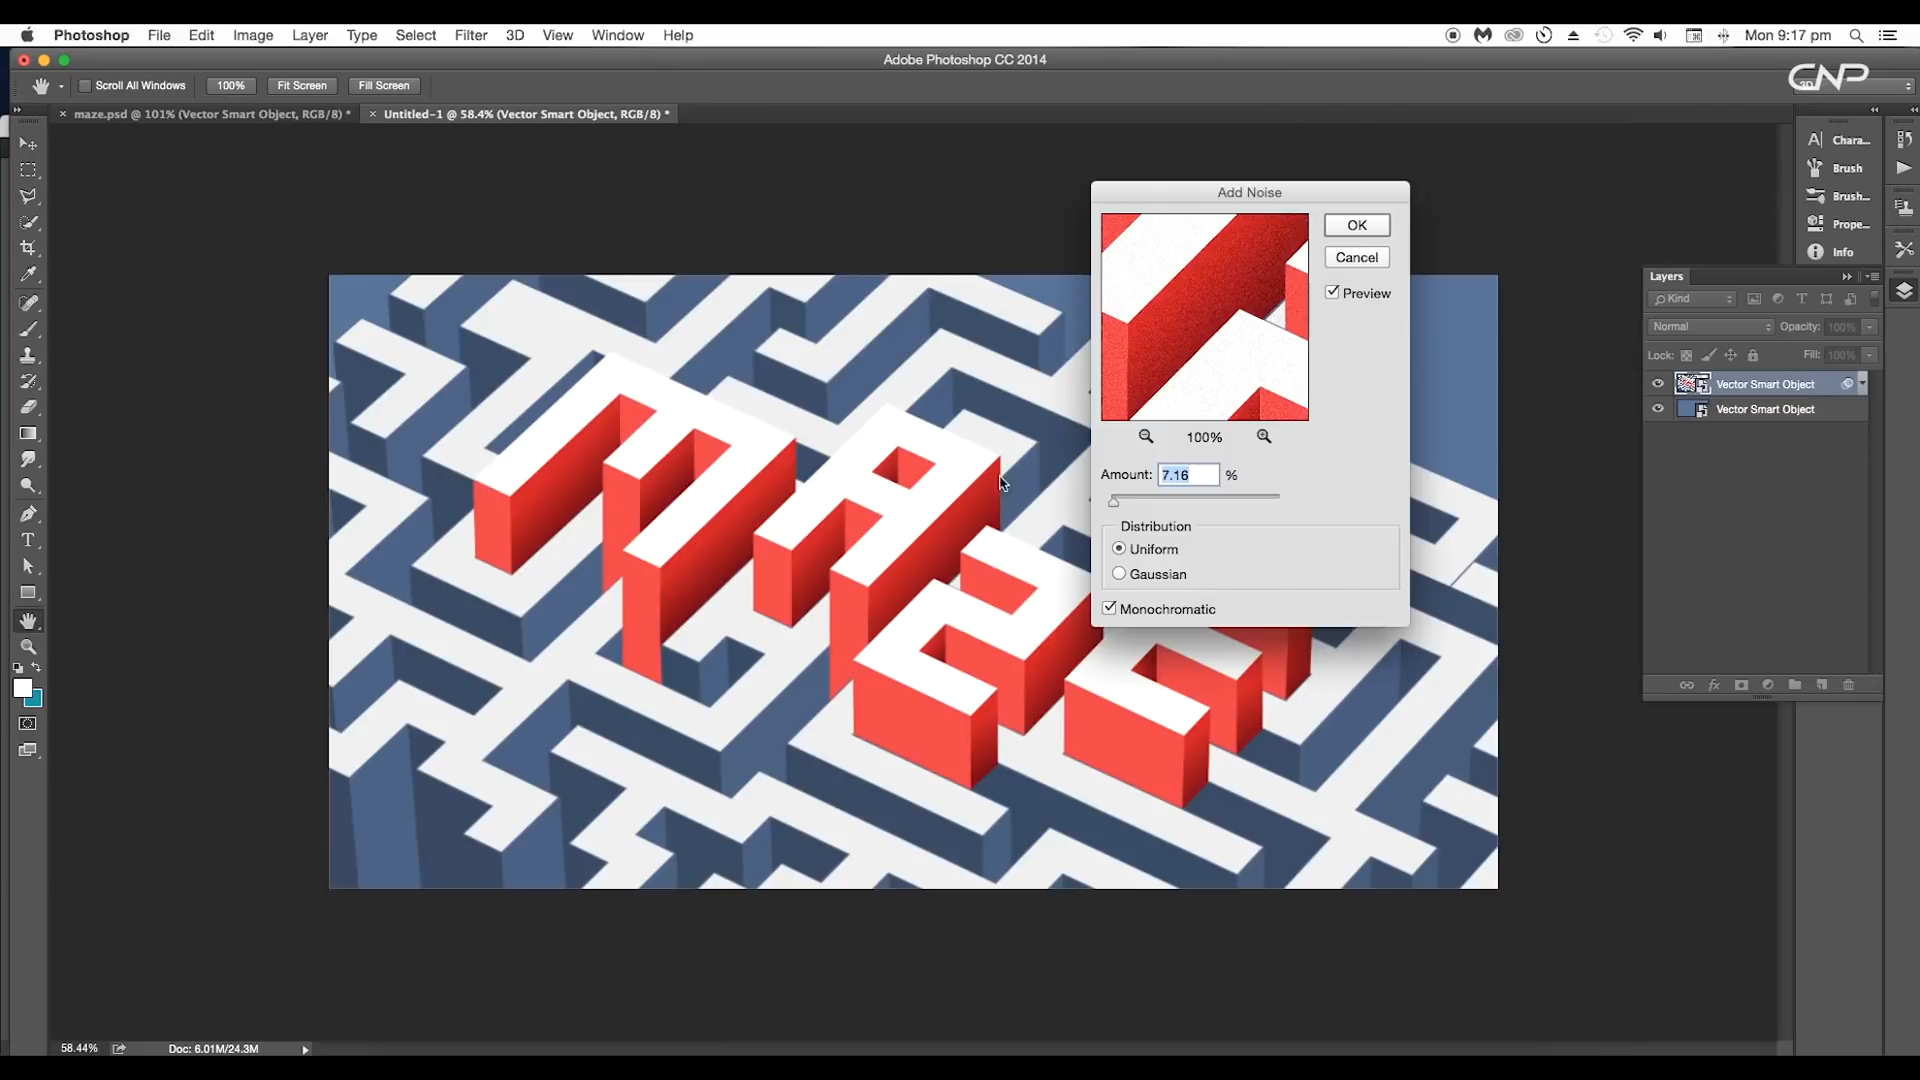 Photoshop File Edit Image Layer Type Select Filter 3D View Window Help Mon 9:17 pm
Adobe Photoshop CC 2014
Scroll All Windows 100% Fit Screen Fill Screen
GNP
maze.psd @ 101% (Vector Smart Object, RGB/8) * Untitled-1 @ 58.4% (Vector Smart Object, RGB/8) *
Chara...
Brush
Brush...
Prope...
Info
Add Noise
OK
Cancel
Preview
100%
Amount: 7.16 %
Distribution
Uniform
Gaussian
Monochromatic
Layers
Kind
Normal Opacity: 100%
Lock: Fill: 100%
Vector Smart Object
Vector Smart Object
MAZE
58.44% Doc: 6.01M/24.3M